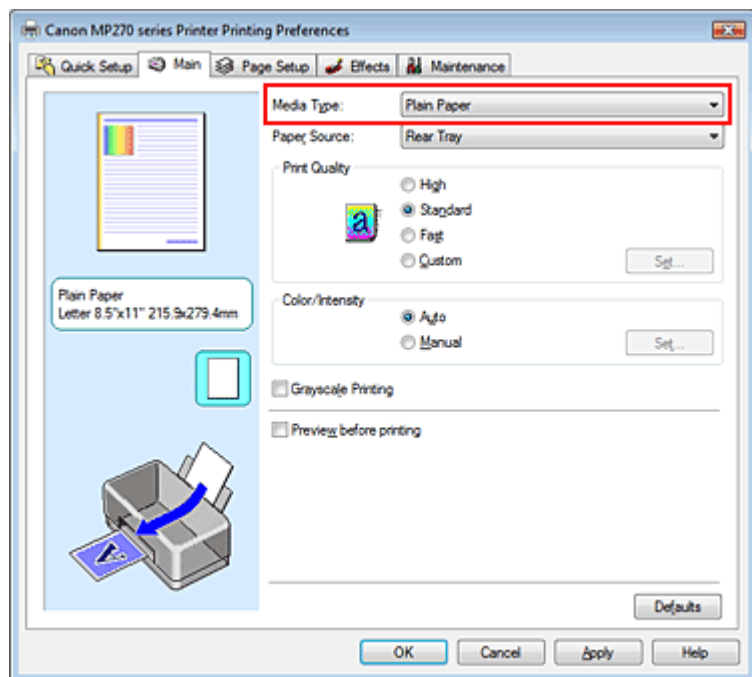 Canon MP270 series Printer Printing Preferences
Quick Setup Main Page Setup Effects Maintenance
Media Type: Plain Paper
Paper Source: Rear Tray
Print Quality
High
a Standard
Fast
Custom Set...
Plain Paper
Letter 8.5"x11" 215.9x279.4mm
Color/Intensity
Auto
Manual Set...
Grayscale Printing
Preview before printing
V
Defaults
OK Cancel Apply Help